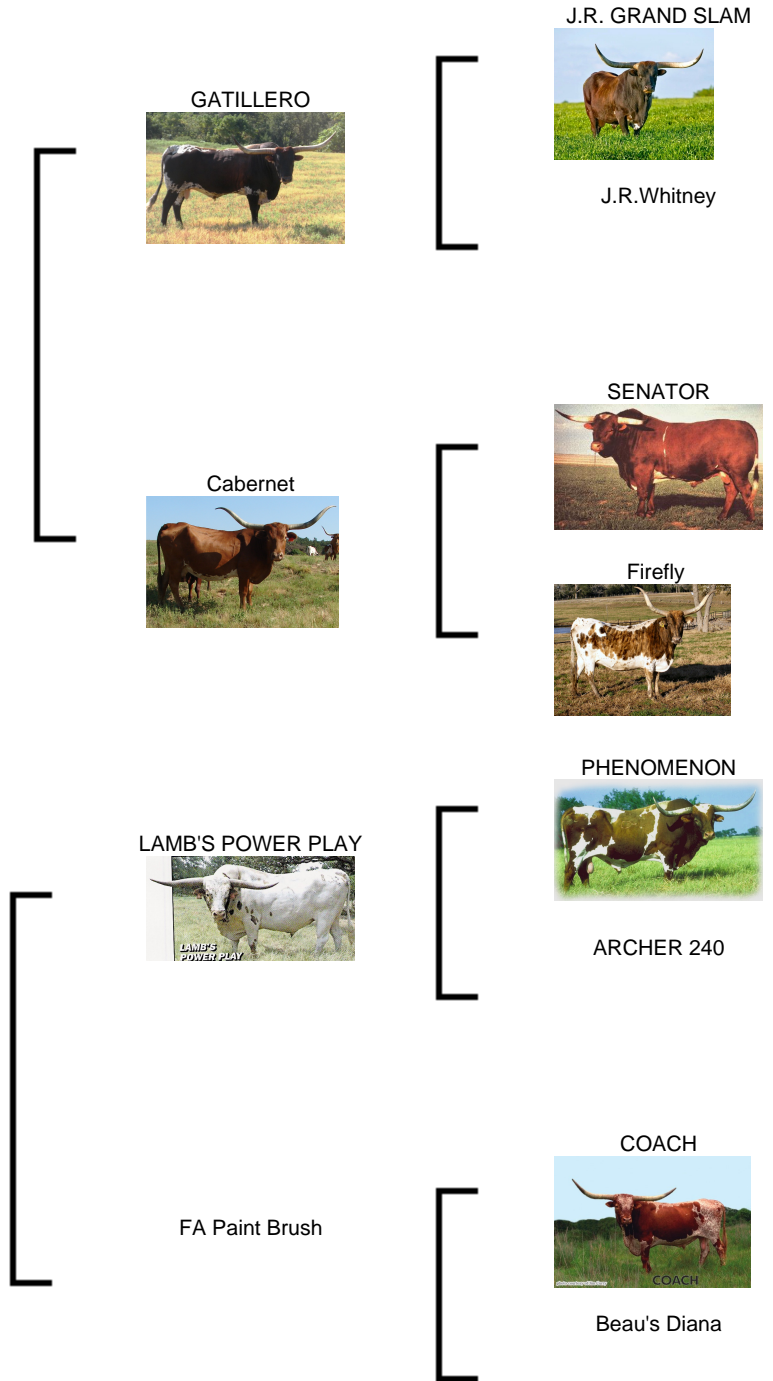 J.R. GRAND SLAM
GATILLERO
J.R.Whitney
SENATOR
Cabernet
Firefly
PHENOMENON
LAMB'S POWER PLAY
LAMB'S
POWER PLAY
ARCHER 240
COACH
FA Paint Brush
COACH
Beau's Diana